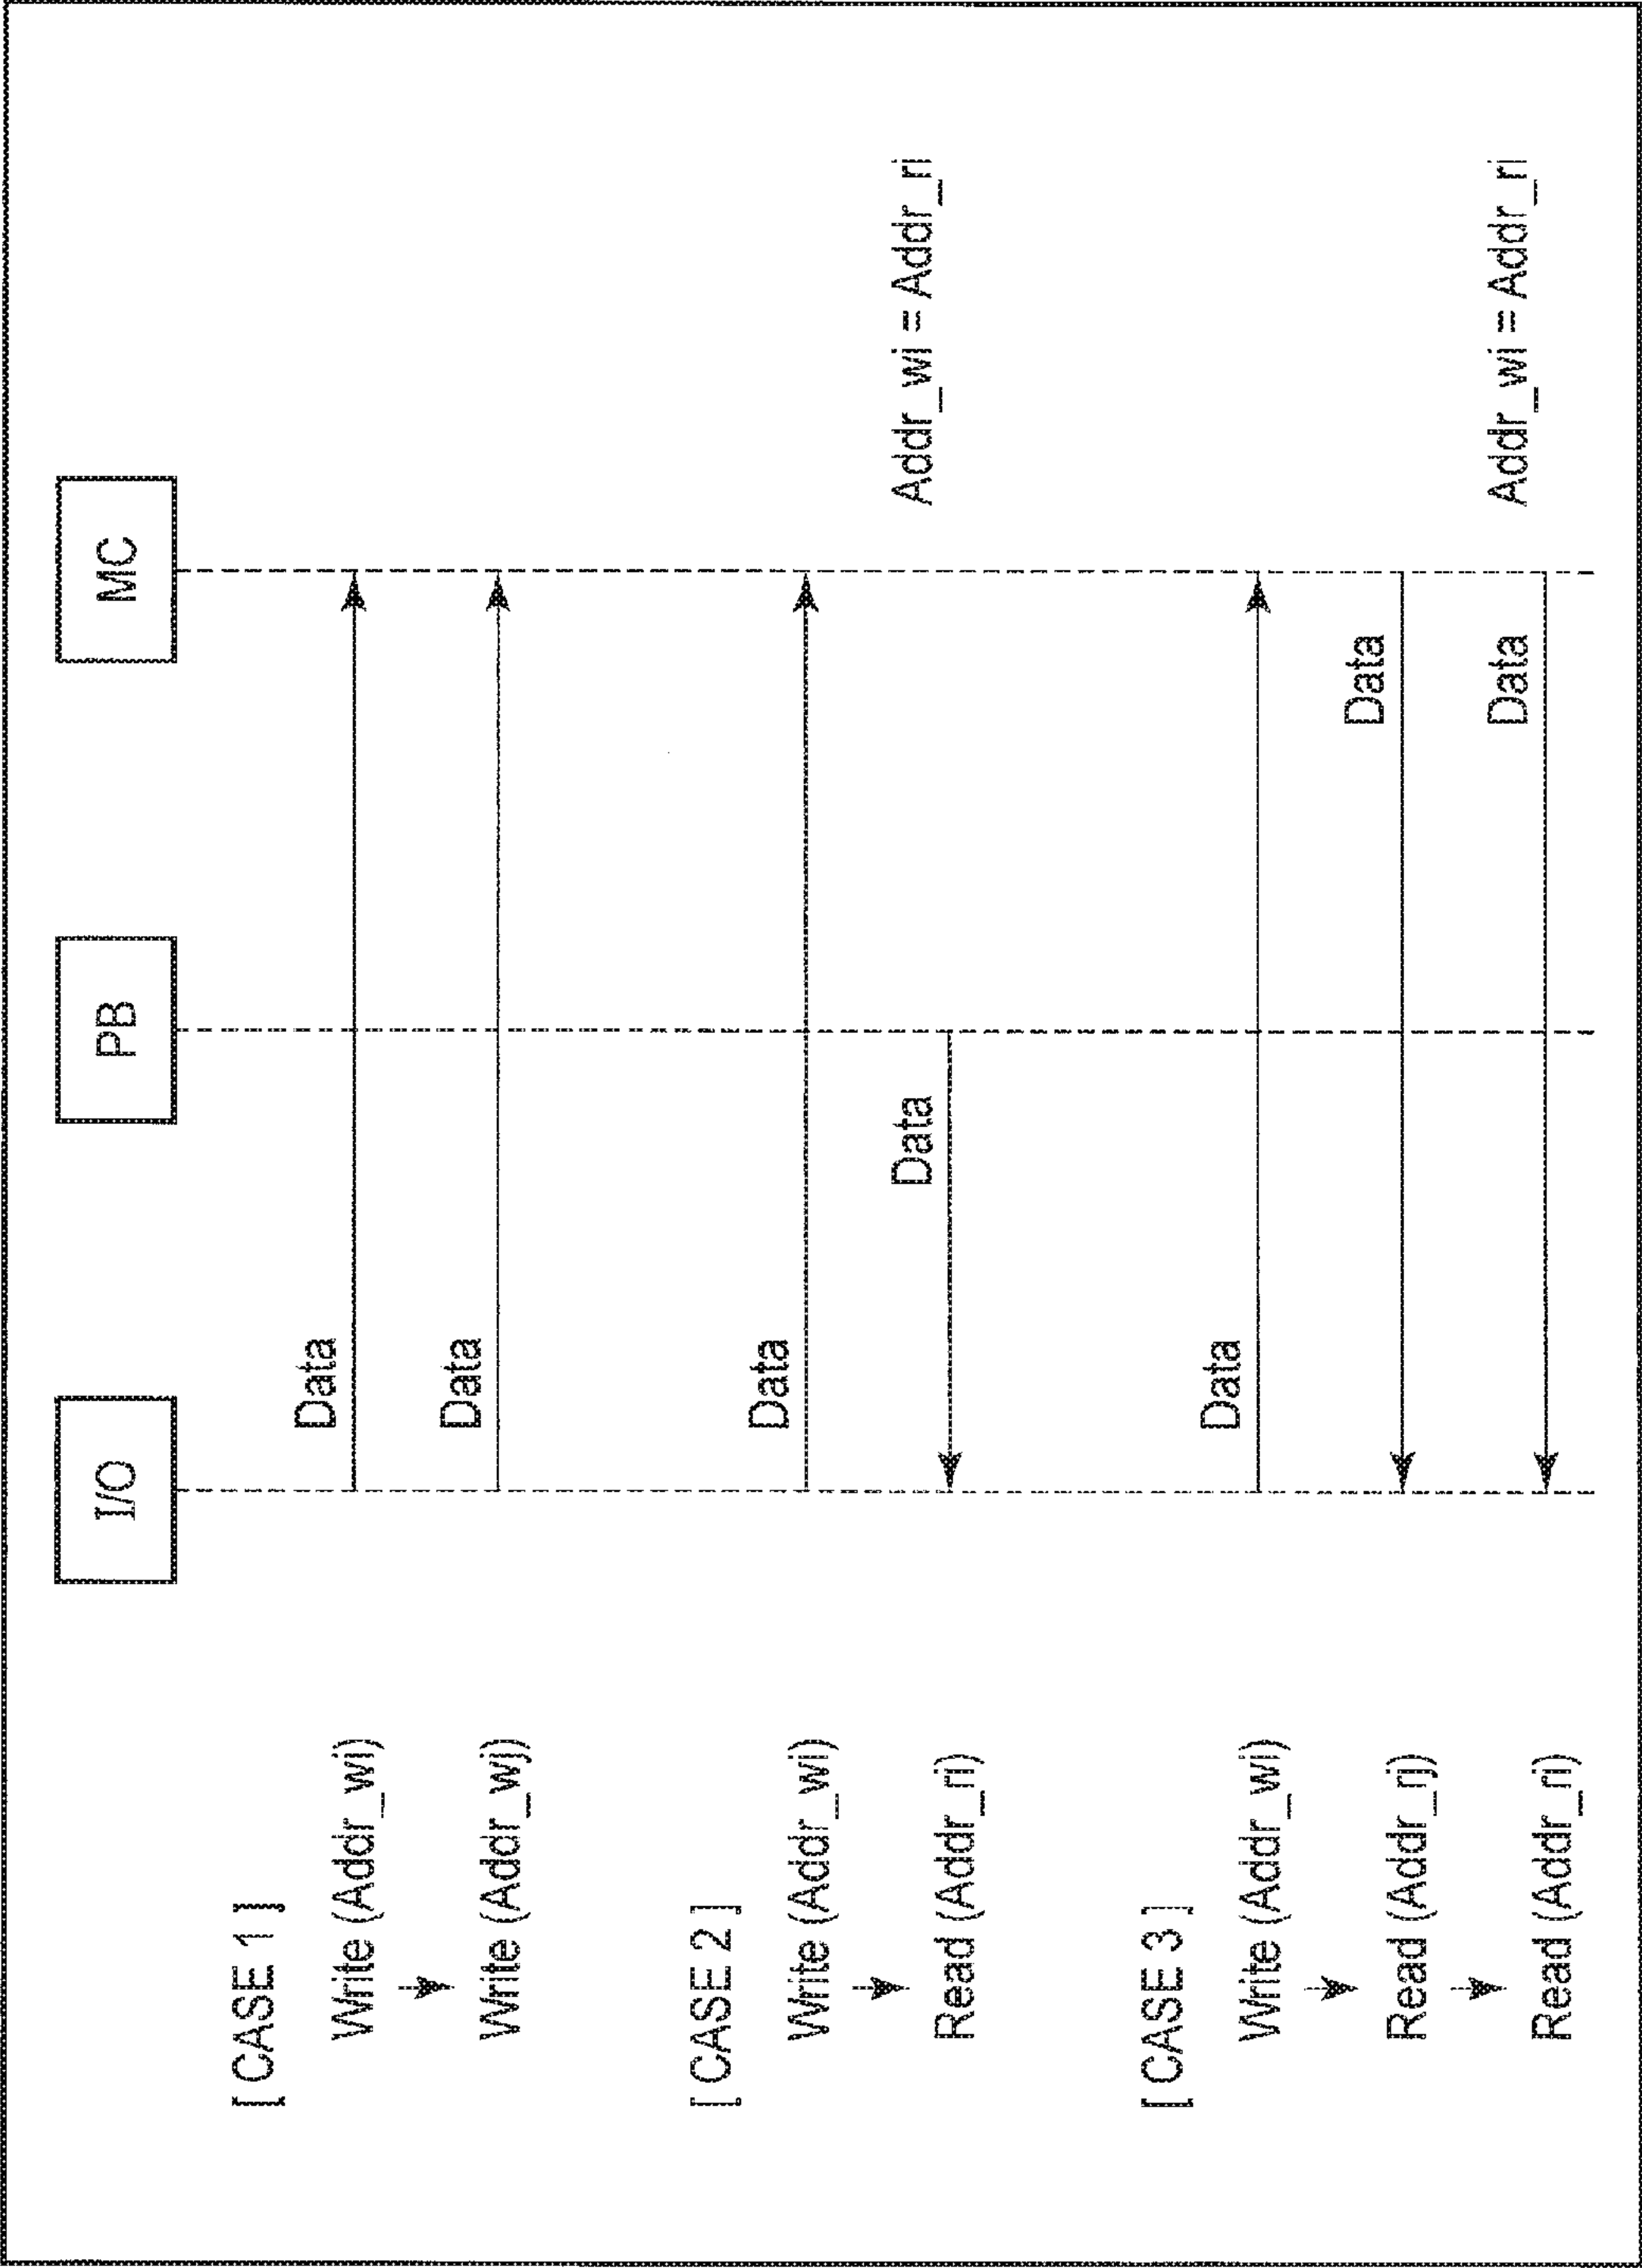 I/O PB MC
[ CASE 1 ]
Write (Addr_wi) Data
Write (Addr_wj) Data
[ CASE 2 ]
Write (Addr_wi) Data
Read (Addr_ri) Data Addr_wi = Addr_ri
[ CASE 3 ]
Write (Addr_wi) Data
Read (Addr_rj) Data
Read (Addr_ri) Data Addr_wi = Addr_ri